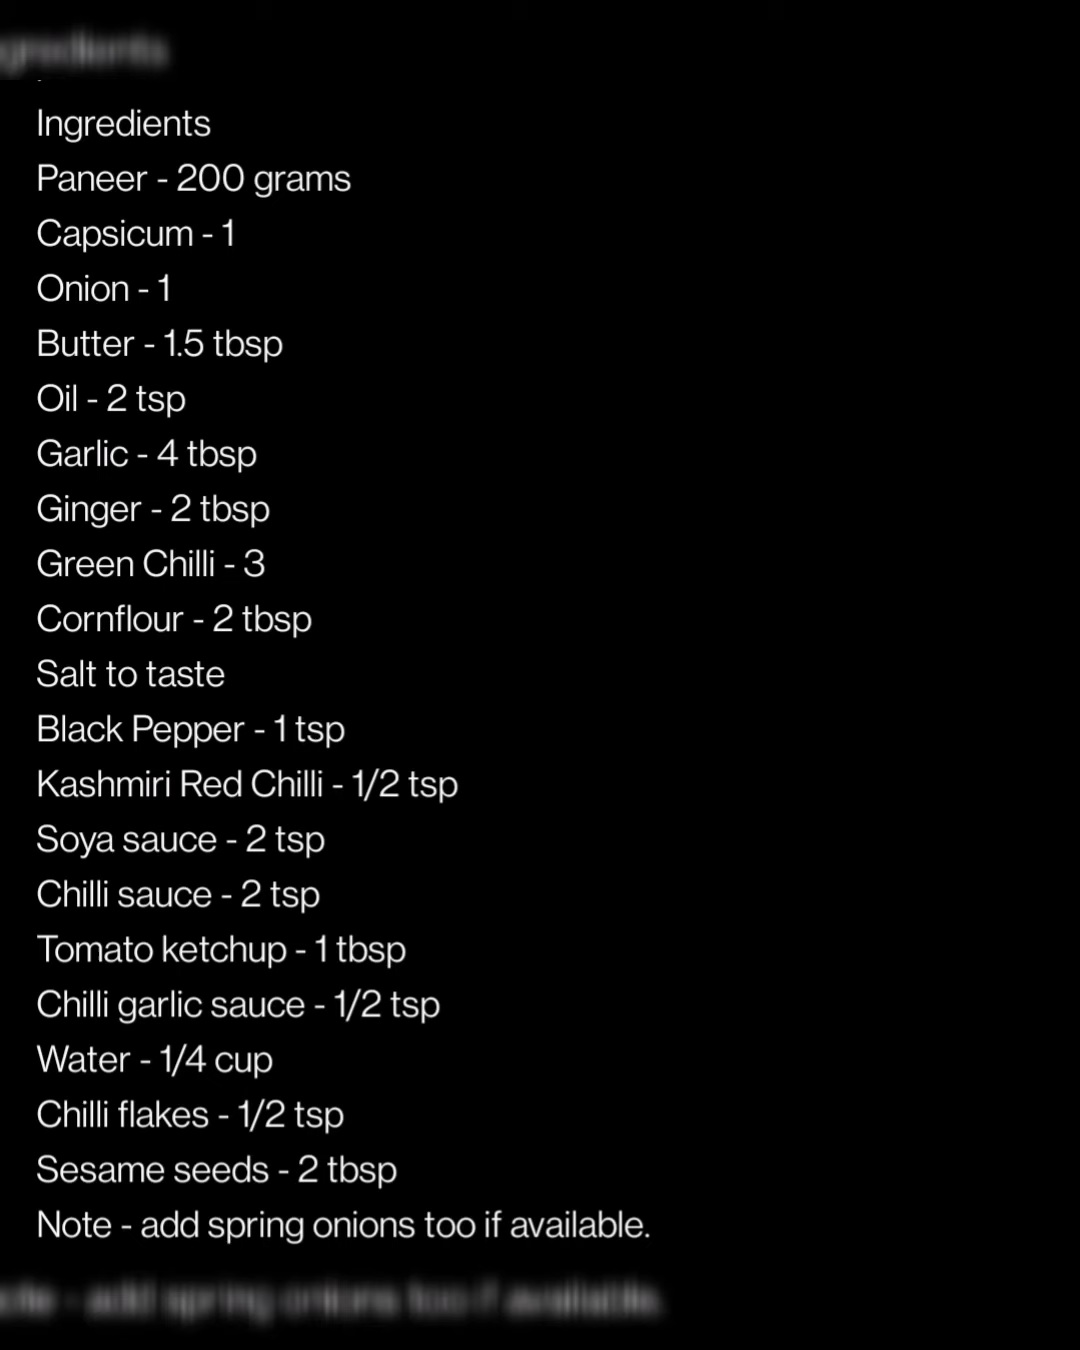 Ingredients
Paneer - 200 grams
Capsicum - 1
Onion - 1
Butter - 1.5 tbsp
Oil - 2 tsp
Garlic - 4 tbsp
Ginger - 2 tbsp
Green Chilli - 3
Cornflour - 2 tbsp
Salt to taste
Black Pepper - 1 tsp
Kashmiri Red Chilli - 1/2 tsp
Soya sauce - 2 tsp
Chilli sauce - 2 tsp
Tomato ketchup - 1 tbsp
Chilli garlic sauce - 1/2 tsp
Water - 1/4 cup
Chilli flakes - 1/2 tsp
Sesame seeds - 2 tbsp
Note - add spring onions too if available.